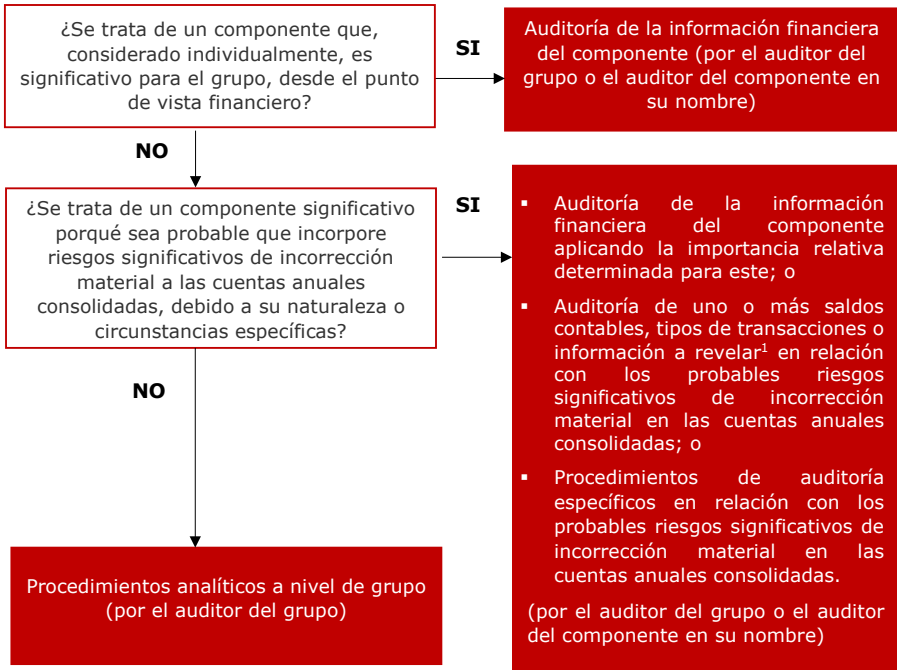 ¿Se trata de un componente que,
considerado individualmente, es
significativo para el grupo, desde el punto
de vista financiero?
SI
Auditoría de la información financiera
del componente (por el auditor del
grupo o el auditor del componente en
su nombre)
NO
¿Se trata de un componente significativo
porqué sea probable que incorpore
riesgos significativos de incorrección
material a las cuentas anuales
consolidadas, debido a su naturaleza o
circunstancias específicas?
SI
▪ Auditoría de la información
financiera del componente
aplicando la importancia relativa
determinada para este; o
▪ Auditoría de uno o más saldos
contables, tipos de transacciones o
información a revelar¹ en relación
con los probables riesgos
significativos de incorrección
material en las cuentas anuales
consolidadas; o
▪ Procedimientos de auditoría
específicos en relación con los
probables riesgos significativos de
incorrección material en las
cuentas anuales consolidadas.
(por el auditor del grupo o el auditor
del componente en su nombre)
NO
Procedimientos analíticos a nivel de grupo
(por el auditor del grupo)